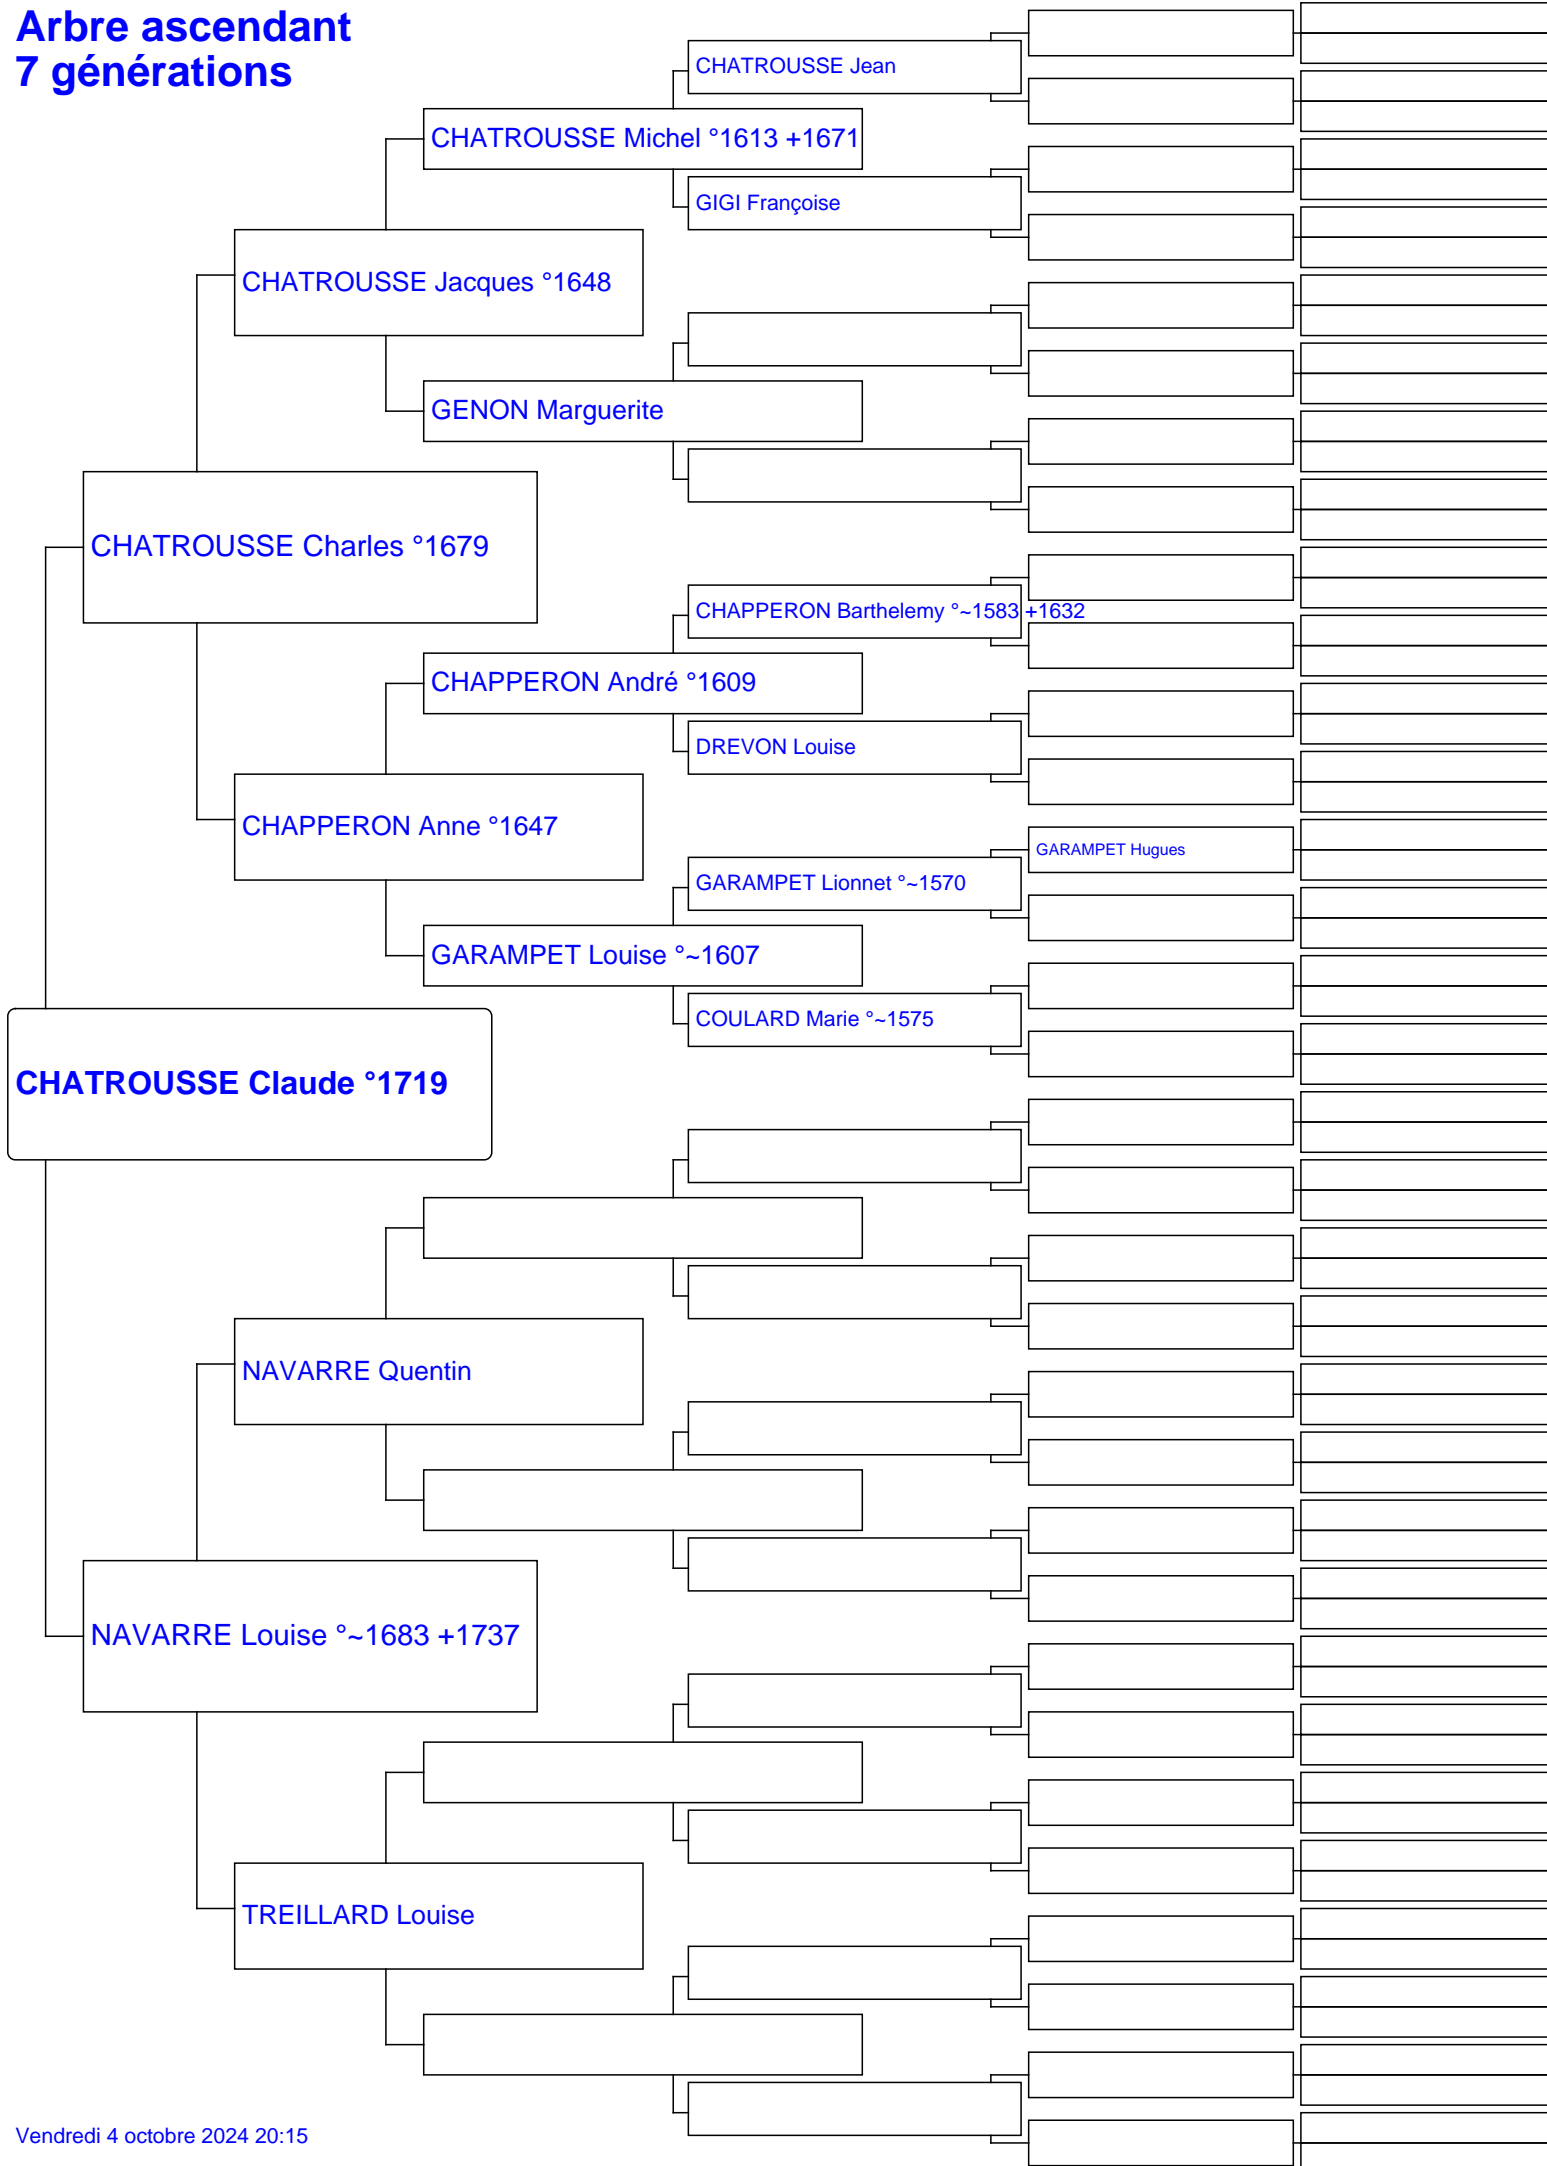 Arbre ascendant
7 générations
CHATROUSSE Jean
CHATROUSSE Michel °1613 +1671
GIGI Françoise
CHATROUSSE Jacques °1648
GENON Marguerite
CHATROUSSE Charles °1679
CHAPPERON Barthelemy °~1583 +1632
CHAPPERON André °1609
DREVON Louise
CHAPPERON Anne °1647
GARAMPET Hugues
GARAMPET Lionnet °~1570
GARAMPET Louise °~1607
COULARD Marie °~1575
CHATROUSSE Claude °1719
NAVARRE Quentin
NAVARRE Louise °~1683 +1737
TREILLARD Louise
Vendredi 4 octobre 2024 20:15